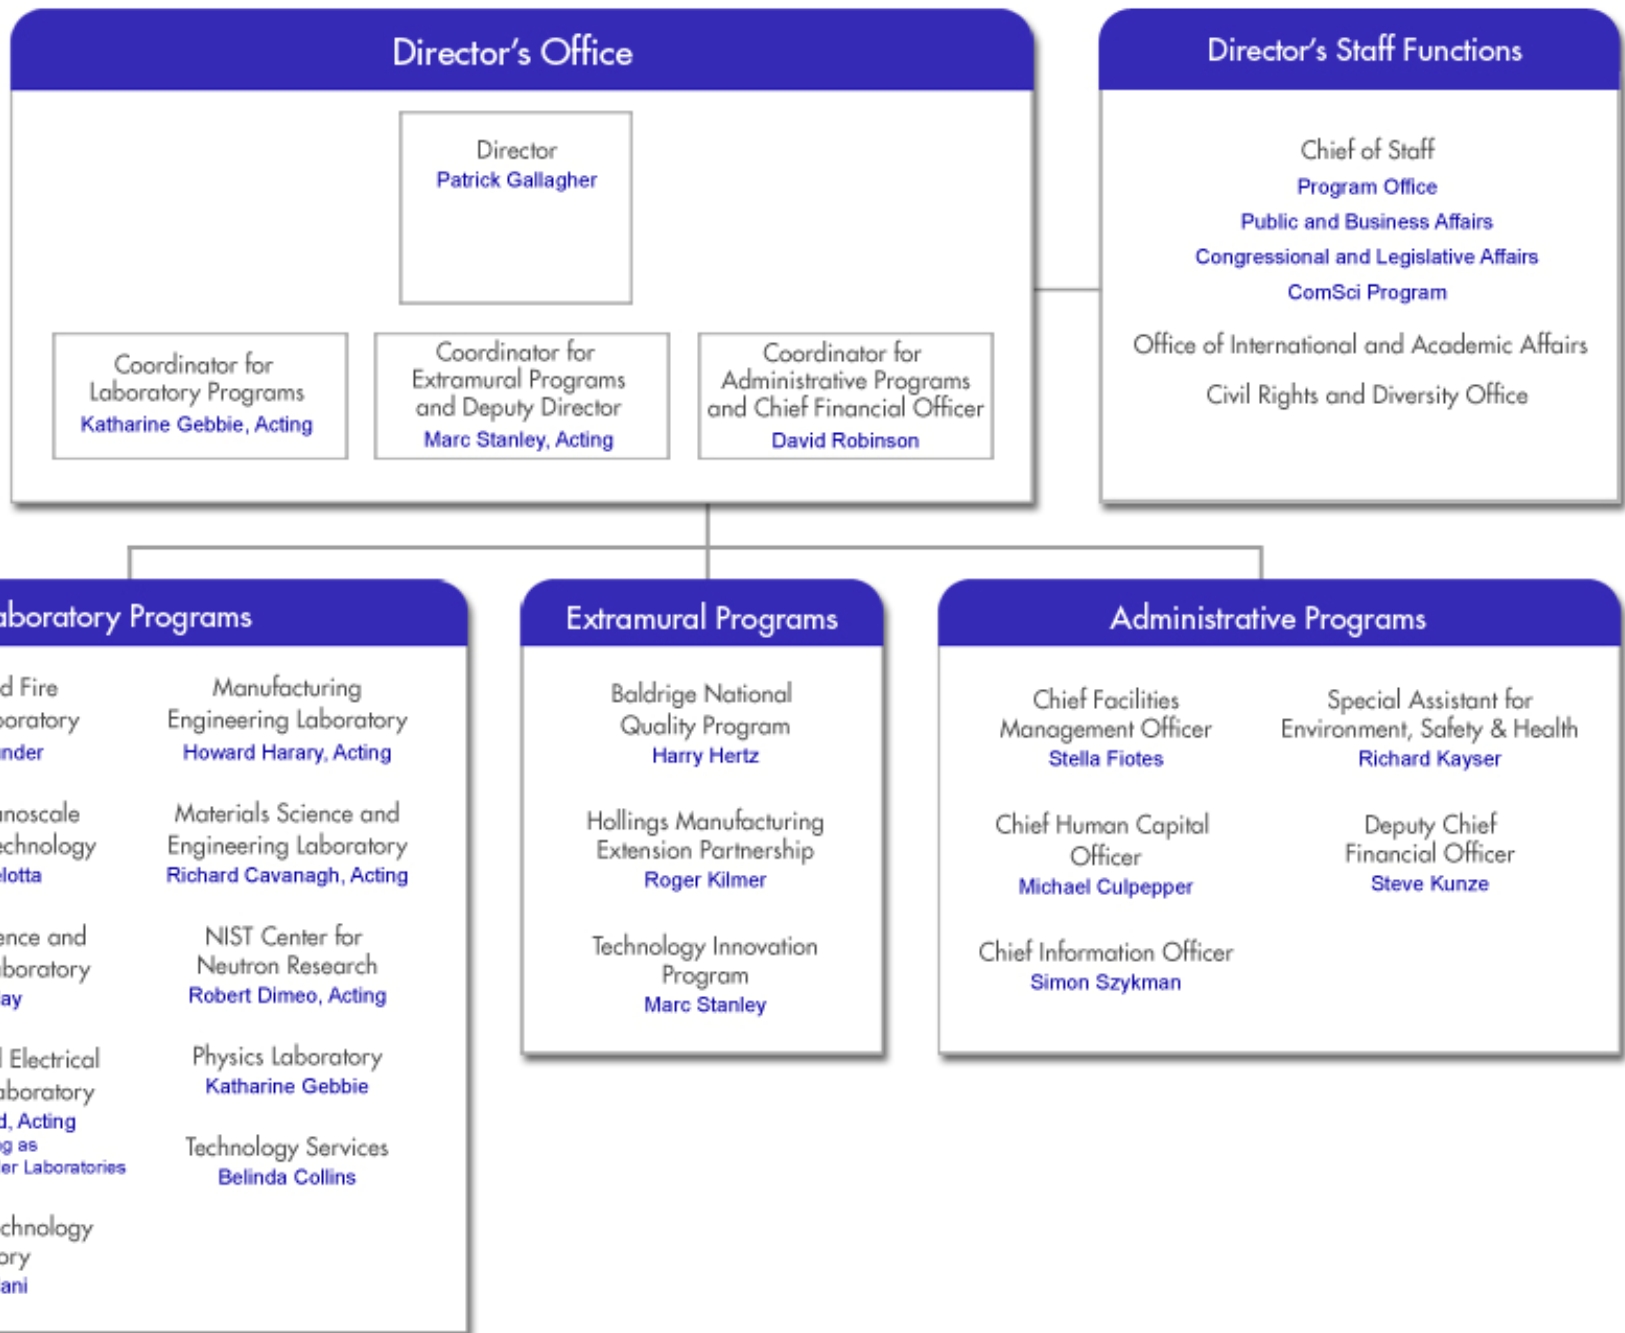 Director's Office
Director
Patrick Gallagher
Coordinator for
Laboratory Programs
Katharine Gebbie, Acting
Coordinator for
Extramural Programs
and Deputy Director
Marc Stanley, Acting
Coordinator for
Administrative Programs
and Chief Financial Officer
David Robinson
Director's Staff Functions
Chief of Staff
Program Office
Public and Business Affairs
Congressional and Legislative Affairs
ComSci Program
Office of International and Academic Affairs
Civil Rights and Diversity Office
Programs
Fire
Electrical
Acting
as
Laboratories
Manufacturing
Engineering Laboratory
Howard Harary, Acting
Materials Science and
Engineering Laboratory
Richard Cavanagh, Acting
NIST Center for
Neutron Research
Robert Dimeo, Acting
Physics Laboratory
Katharine Gebbie
Technology Services
Belinda Collins
Extramural Programs
Baldrige National
Quality Program
Harry Hertz
Hollings Manufacturing
Extension Partnership
Roger Kilmer
Technology Innovation
Program
Marc Stanley
Administrative Programs
Chief Facilities
Management Officer
Stella Fiotes
Chief Human Capital
Officer
Michael Culpepper
Chief Information Officer
Simon Szykman
Special Assistant for
Environment, Safety & Health
Richard Kayser
Deputy Chief
Financial Officer
Steve Kunze